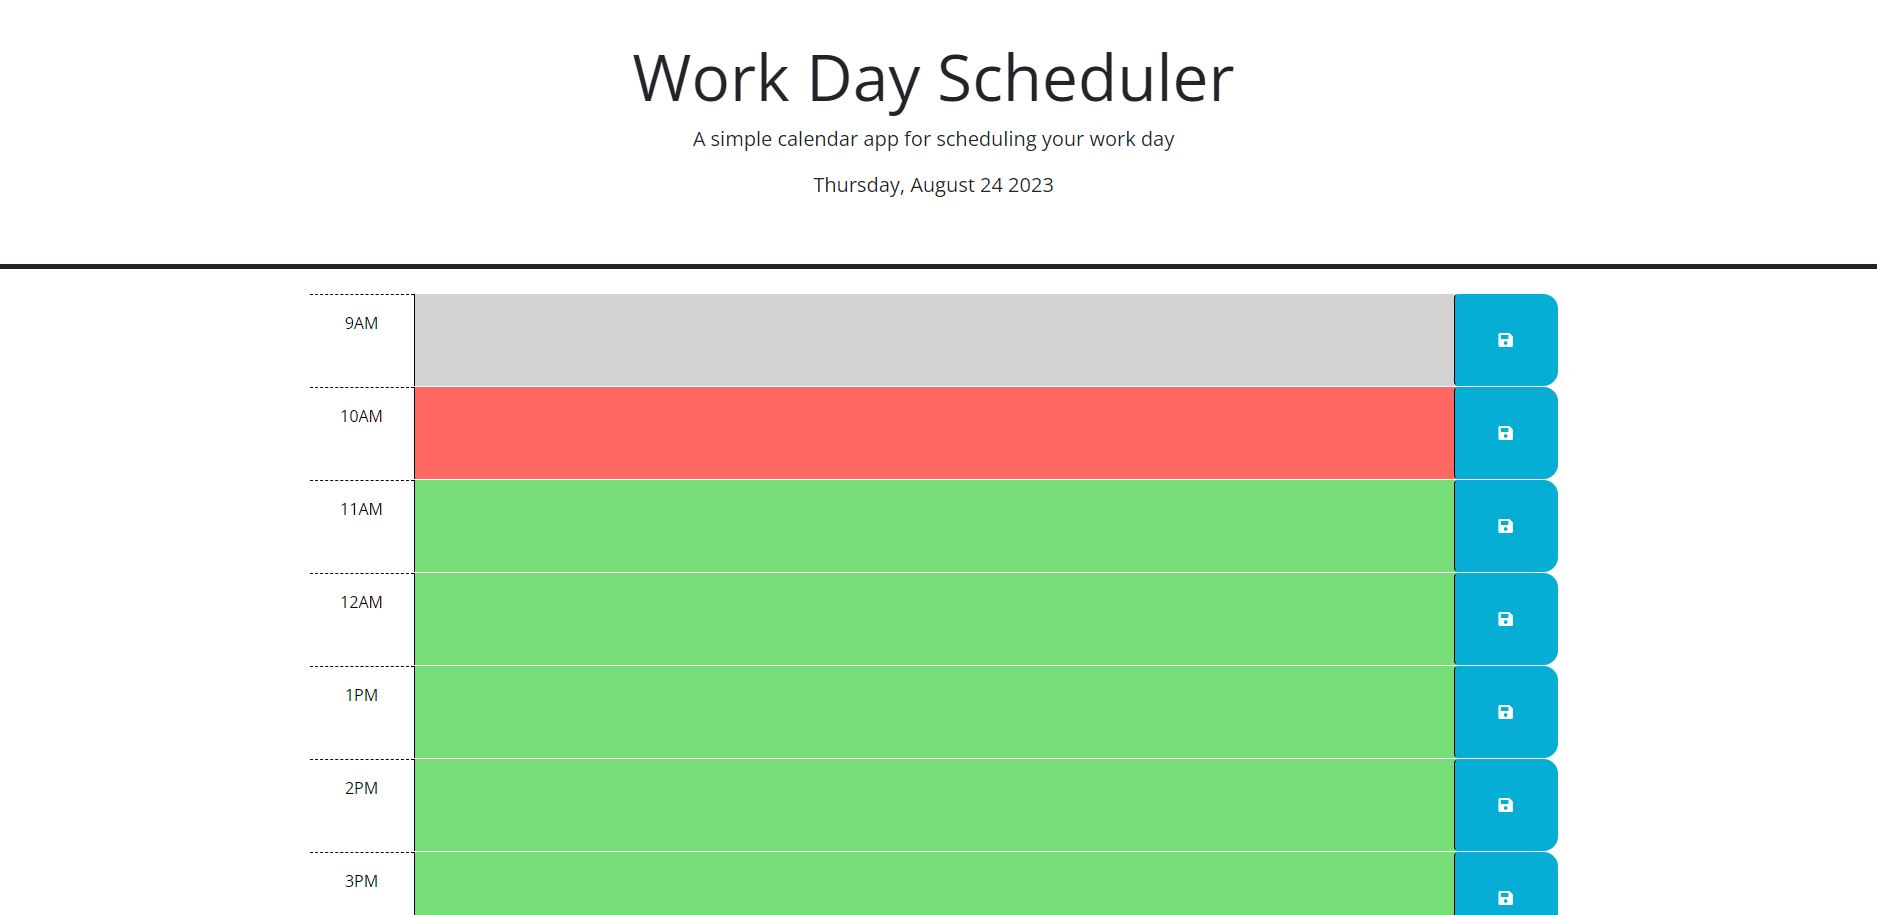 Work Day Scheduler
A simple calendar app for scheduling your work day
Thursday, August 24 2023
9AM
10AM
11AM
12AM
1PM
2PM
3PM